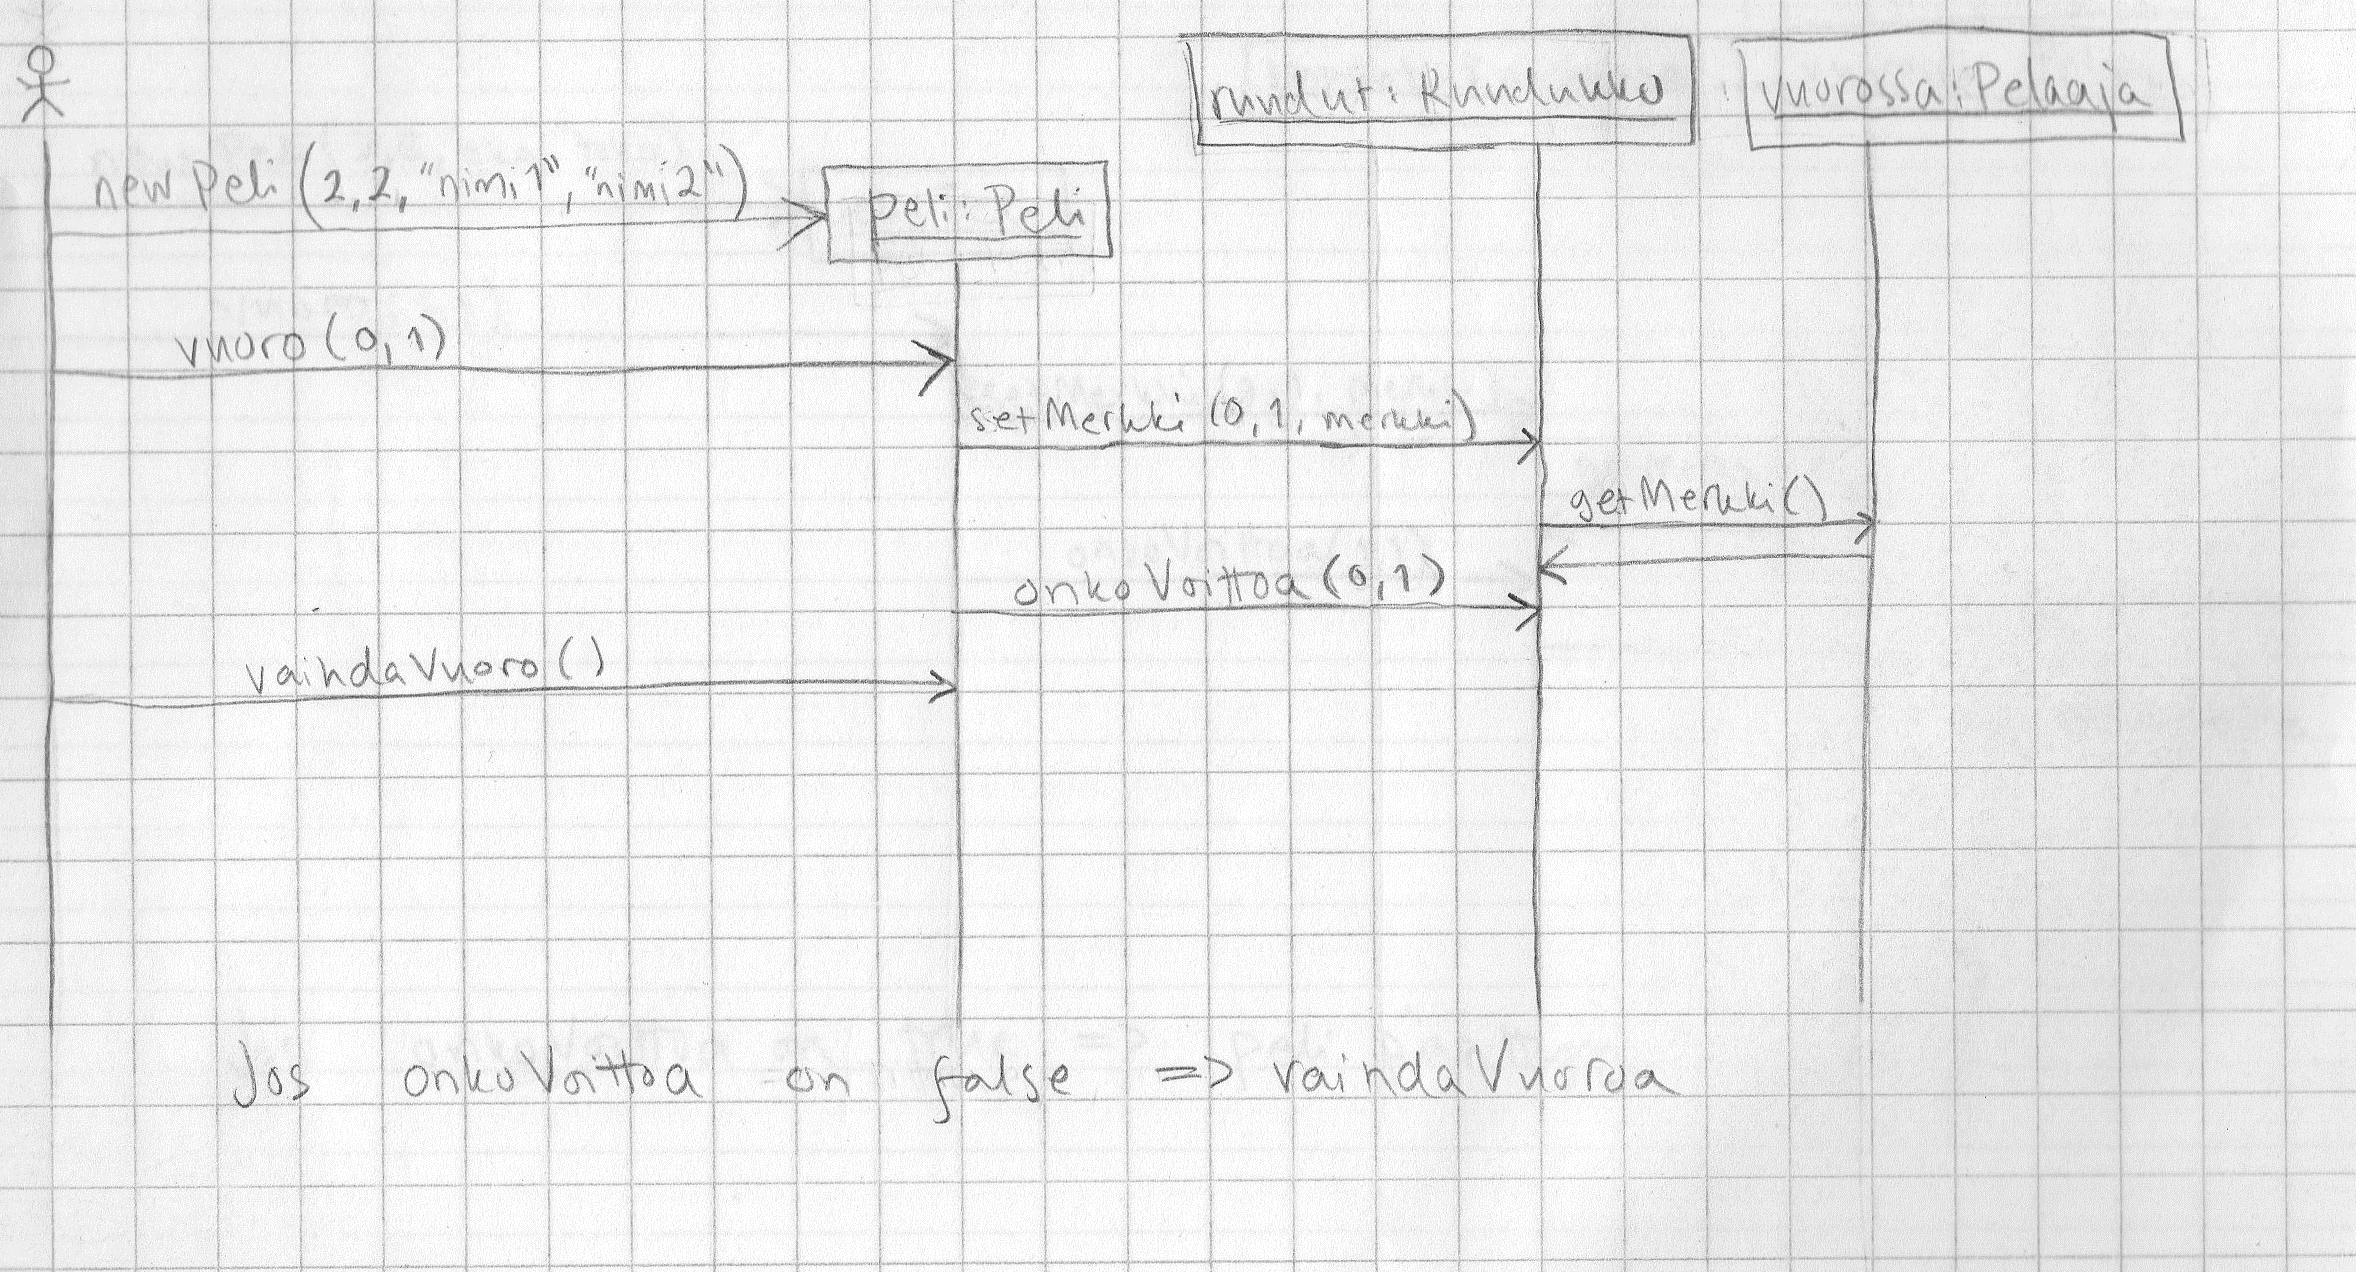 ruudut: Ruudukko
vuorossa:Pelaaja
new Peli (2,2, "nimi1", "nimi2")
peli: Peli
vuoro (0,1)
setMerkki (0,1, merkki)
getMerkki()
onkoVoittoa (0,1)
vaihdaVuoro ()
Jos onkoVoittoa on false => vaihdaVuoroa